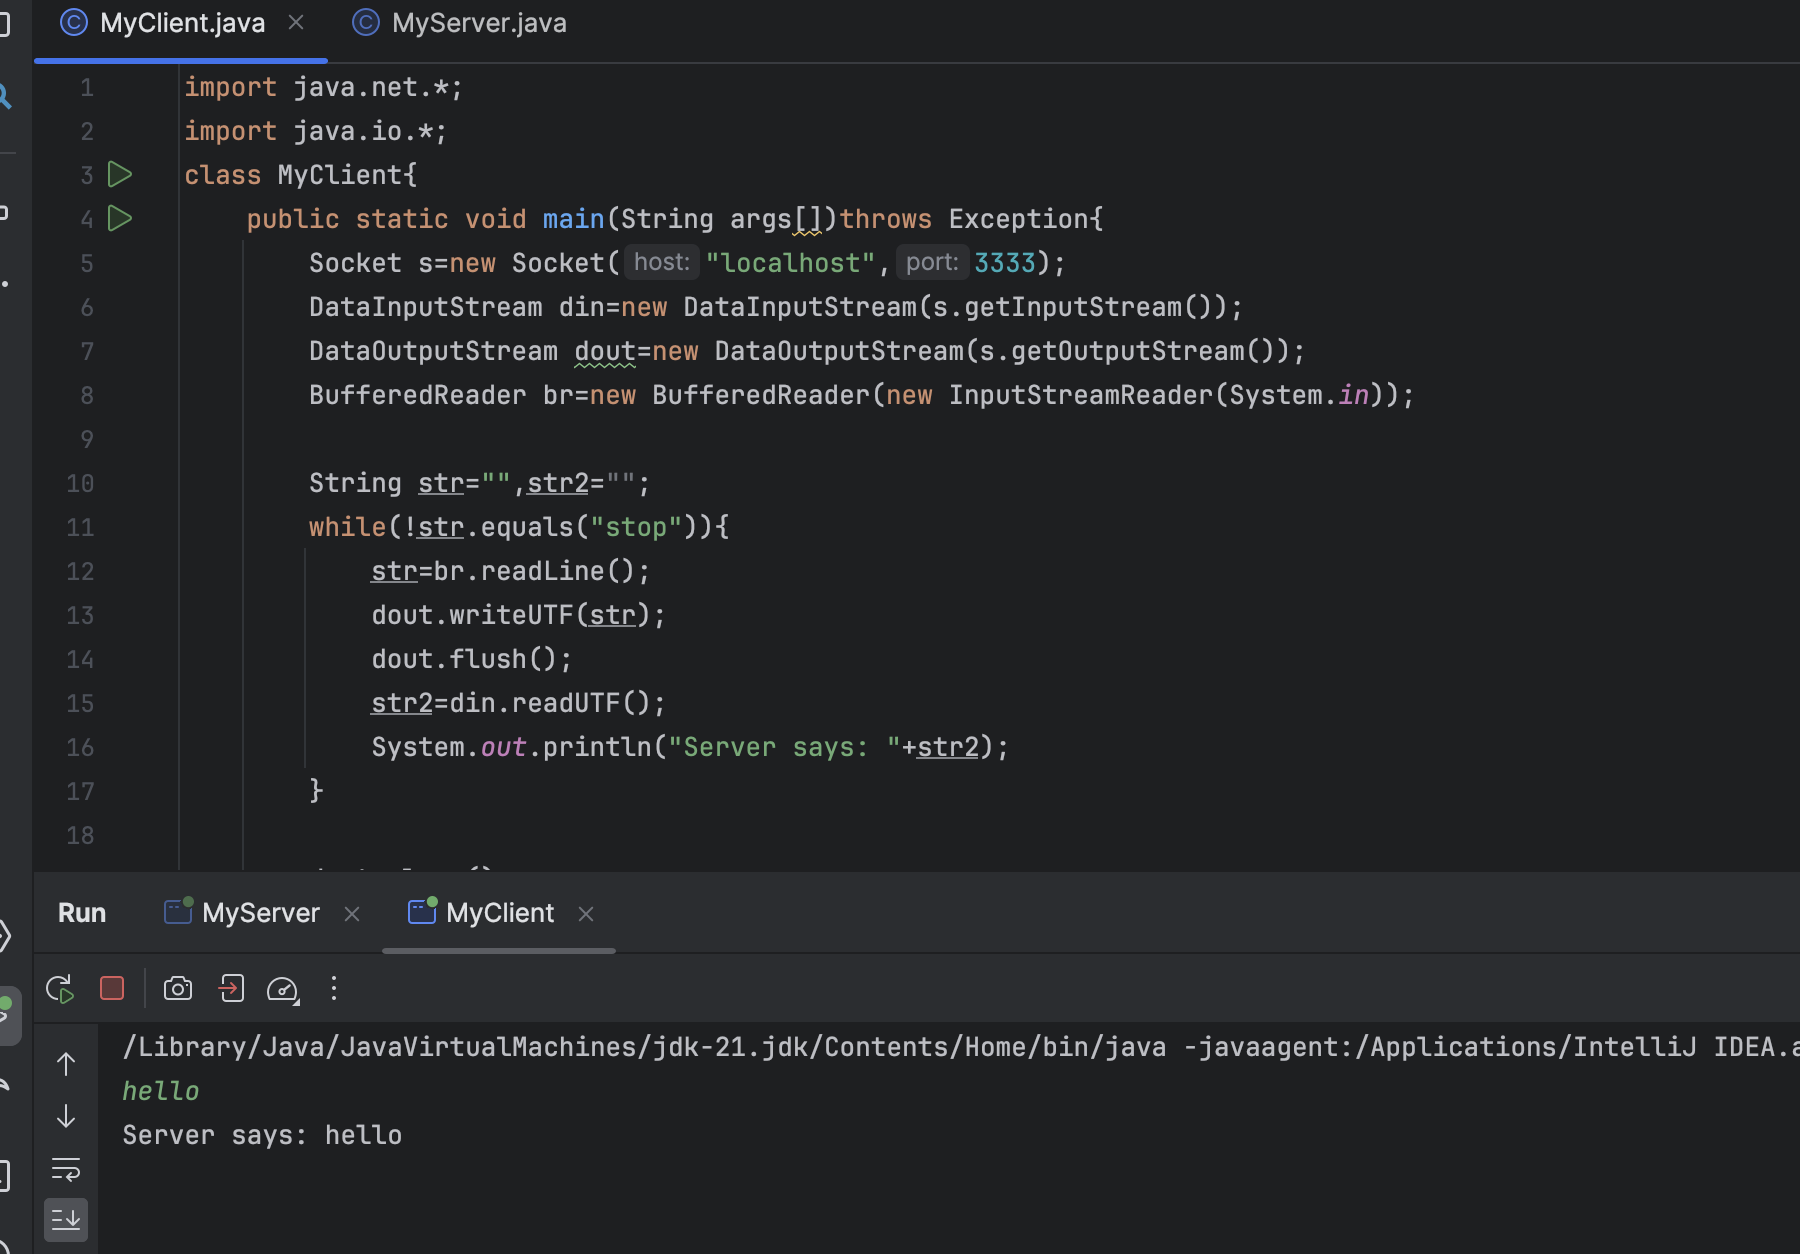 MyClient.java MyServer.java
1 import java.net.*;
2 import java.io.*;
3 class MyClient{
4 public static void main(String args[])throws Exception{
5 Socket s=new Socket( host: "localhost", port: 3333);
6 DataInputStream din=new DataInputStream(s.getInputStream());
7 DataOutputStream dout=new DataOutputStream(s.getOutputStream());
8 BufferedReader br=new BufferedReader(new InputStreamReader(System.in));
9
10 String str="",str2="";
11 while(!str.equals("stop")){
12 str=br.readLine();
13 dout.writeUTF(str);
14 dout.flush();
15 str2=din.readUTF();
16 System.out.println("Server says: "+str2);
17 }
18
Run MyServer MyClient
/Library/Java/JavaVirtualMachines/jdk-21.jdk/Contents/Home/bin/java -javaagent:/Applications/IntelliJ IDEA.a
hello
Server says: hello